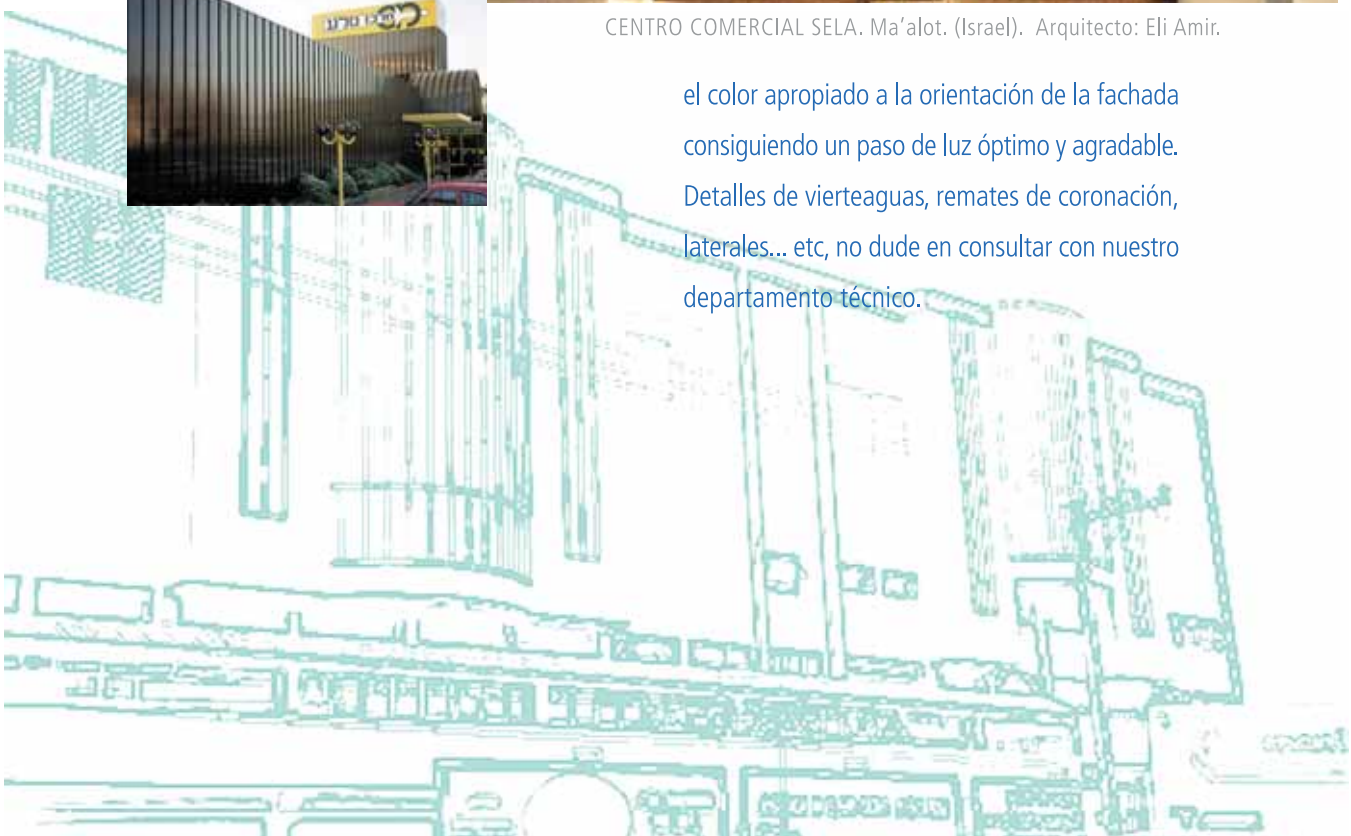 CENTRO COMERCIAL SELA. Ma’alot. (Israel). Arquitecto: Eli Amir.
el color apropiado a la orientación de la fachada
consiguiendo un paso de luz óptimo y agradable.
Detalles de vierteaguas, remates de coronación,
laterales... etc, no dude en consultar con nuestro
departamento técnico.